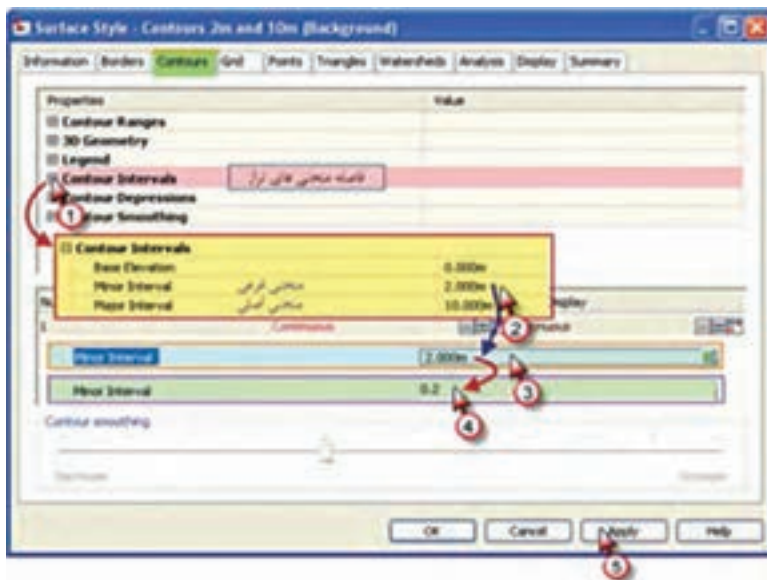 Surface Style - Contours 2m and 10m (Background)
Information Borders Contours Grid Points Triangles Watersheds Analysis Display Summary
Properties Value
Contour Ranges
3D Geometry
Legend
Contour Intervals فاصله منحنی های تراز
Contour Depressions
Contour Smoothing
1
Contour Intervals
Base Elevation 0.000m
Minor Interval منحنی فرعی 2.000m
Major Interval منحنی اصلی 10.000m
2
Continuous
Minor Interval 2.000m
3
Minor Interval 0.2
4
Contour smoothing
OK Cancel Apply Help
5